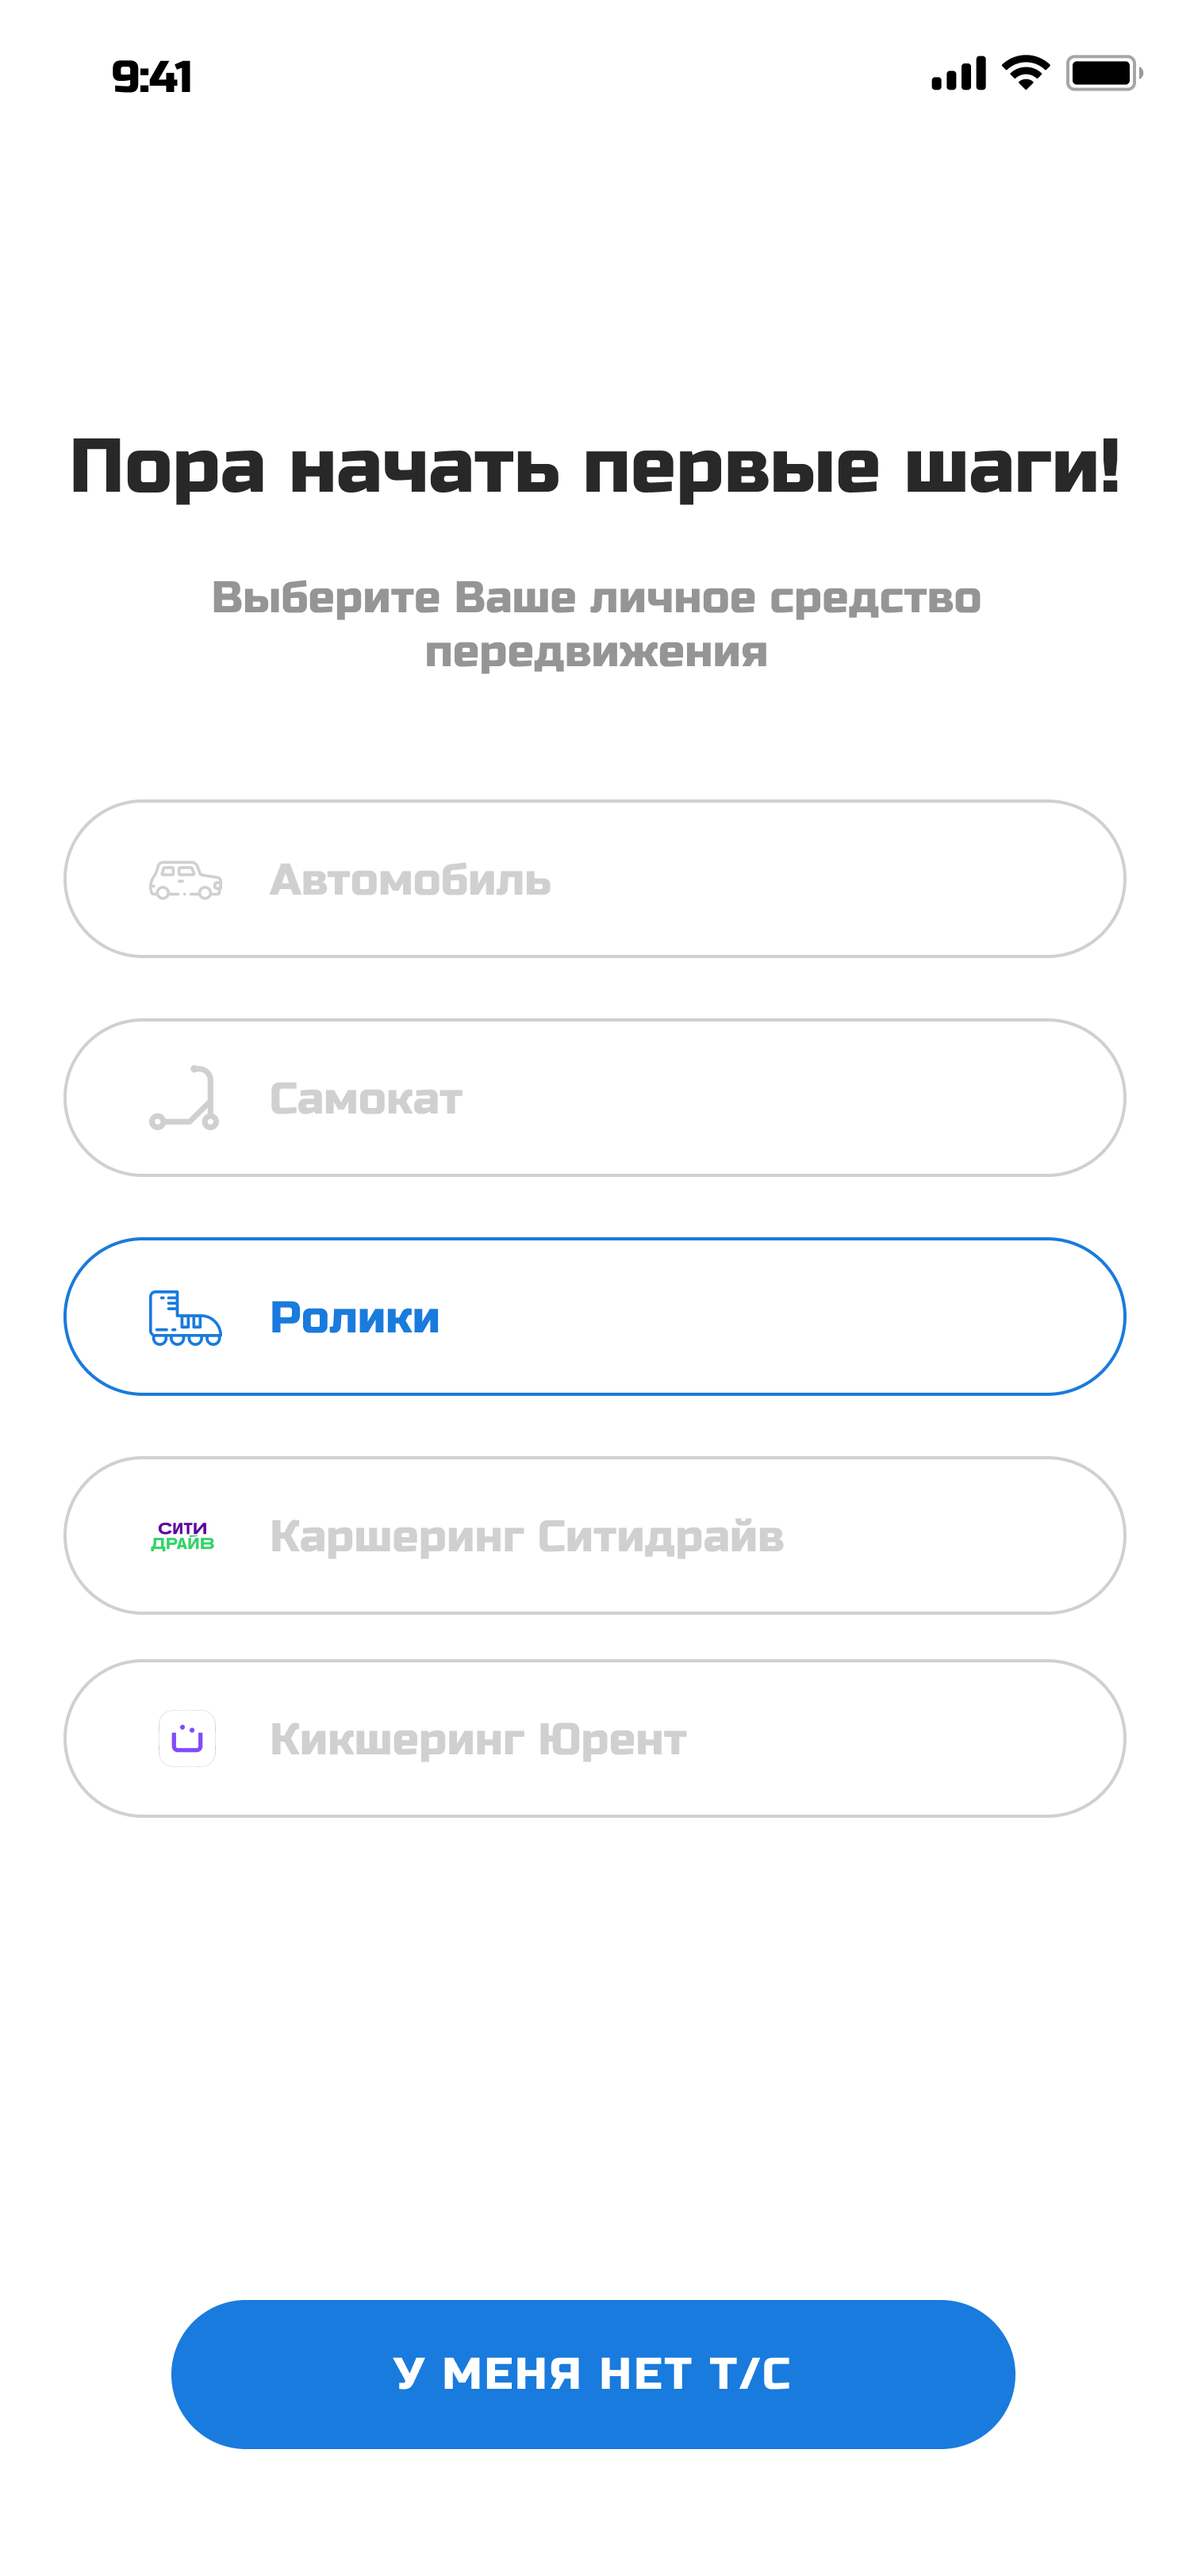 9:41
Пора начать первые шаги!
Выберите Ваше личное средство
передвижения
Автомобиль
Самокат
Ролики
СИТИ
ДРАЙВ
Каршеринг Ситидрайв
Кикшеринг Юрент
У МЕНЯ НЕТ Т/С